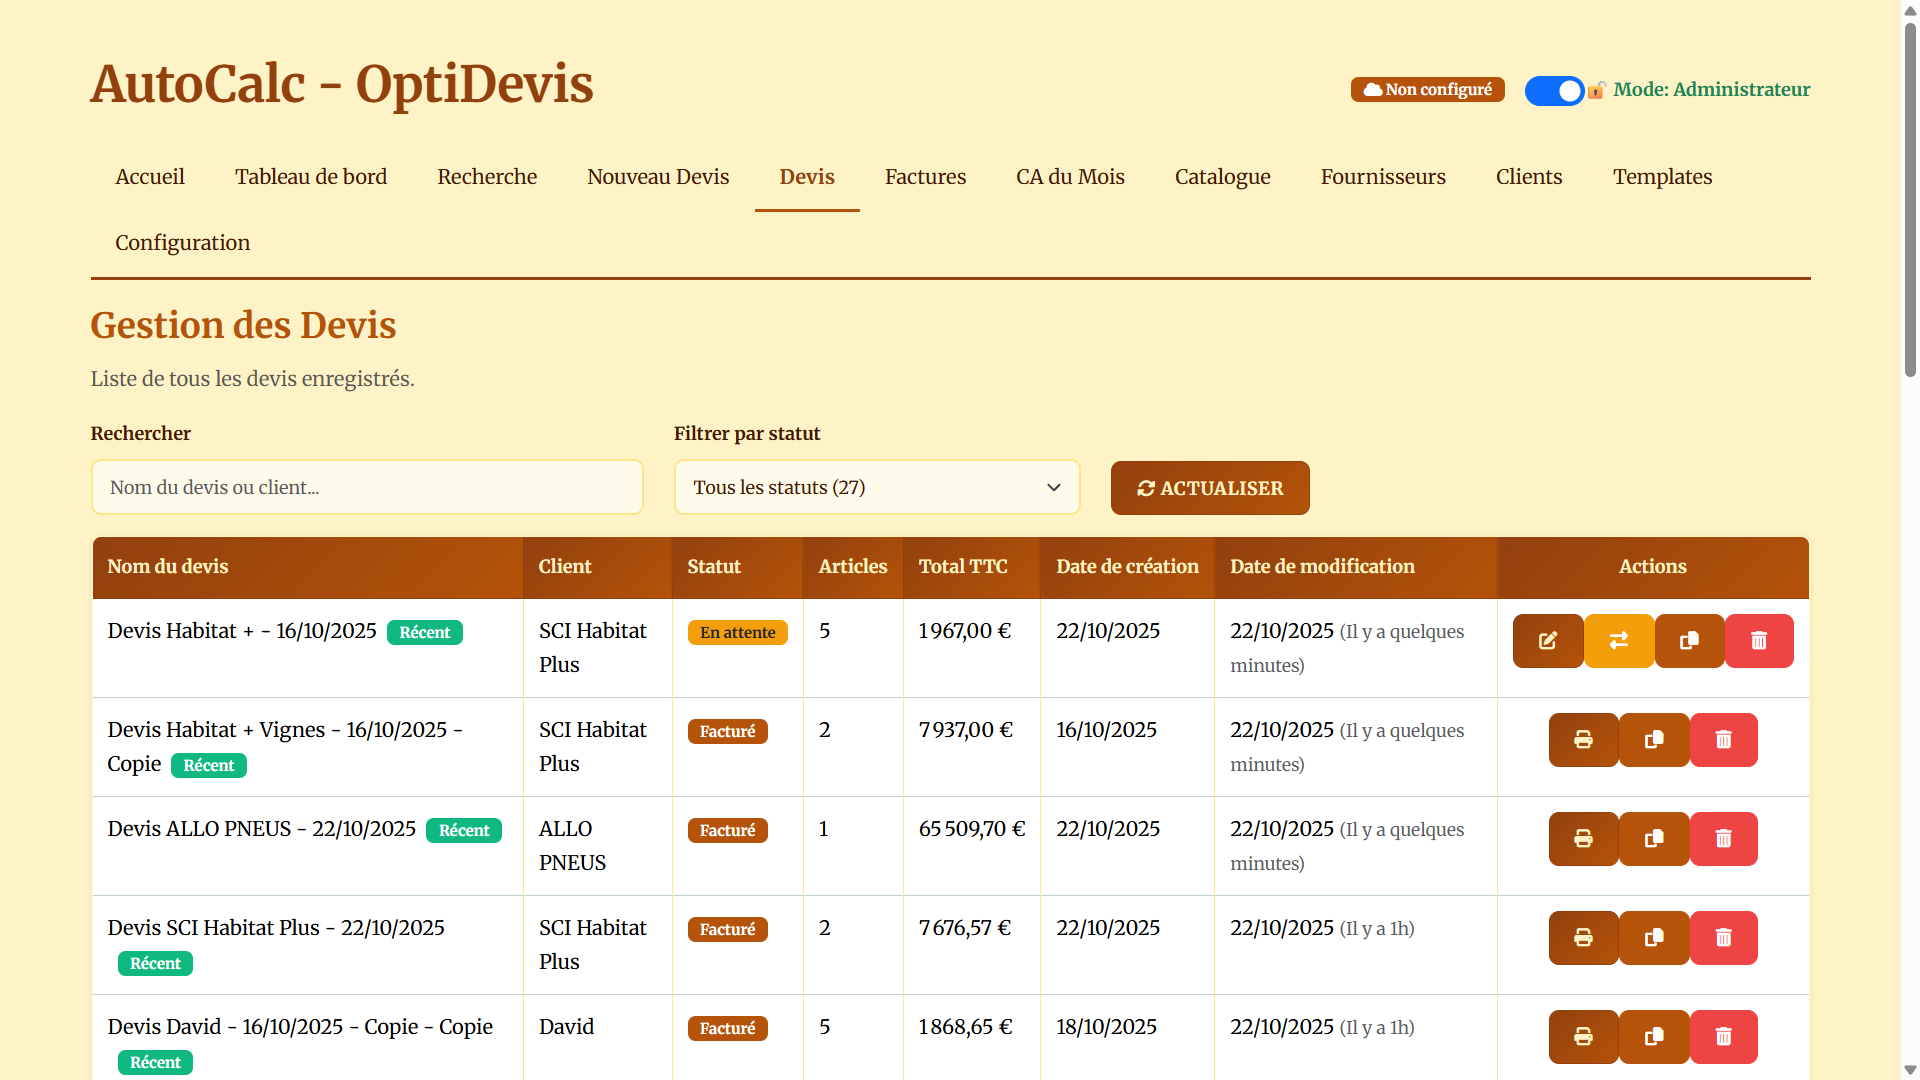 AutoCalc - OptiDevis
Non configuré
Mode: Administrateur
Accueil
Tableau de bord
Recherche
Nouveau Devis
Devis
Factures
CA du Mois
Catalogue
Fournisseurs
Clients
Templates
Configuration
Gestion des Devis
Liste de tous les devis enregistrés.
Rechercher
Filtrer par statut
Nom du devis ou client...
Tous les statuts (27)
ACTUALISER
Nom du devis
Client
Statut
Articles
Total TTC
Date de création
Date de modification
Actions
Devis Habitat + - 16/10/2025 Récent
SCI Habitat
Plus
En attente
5
1 967,00 €
22/10/2025
22/10/2025 (Il y a quelques
minutes)
Devis Habitat + Vignes - 16/10/2025 -
Copie Récent
SCI Habitat
Plus
Facturé
2
7 937,00 €
16/10/2025
22/10/2025 (Il y a quelques
minutes)
Devis ALLO PNEUS - 22/10/2025 Récent
ALLO
PNEUS
Facturé
1
65 509,70 €
22/10/2025
22/10/2025 (Il y a quelques
minutes)
Devis SCI Habitat Plus - 22/10/2025
Récent
SCI Habitat
Plus
Facturé
2
7 676,57 €
22/10/2025
22/10/2025 (Il y a 1h)
Devis David - 16/10/2025 - Copie - Copie
Récent
David
Facturé
5
1 868,65 €
18/10/2025
22/10/2025 (Il y a 1h)